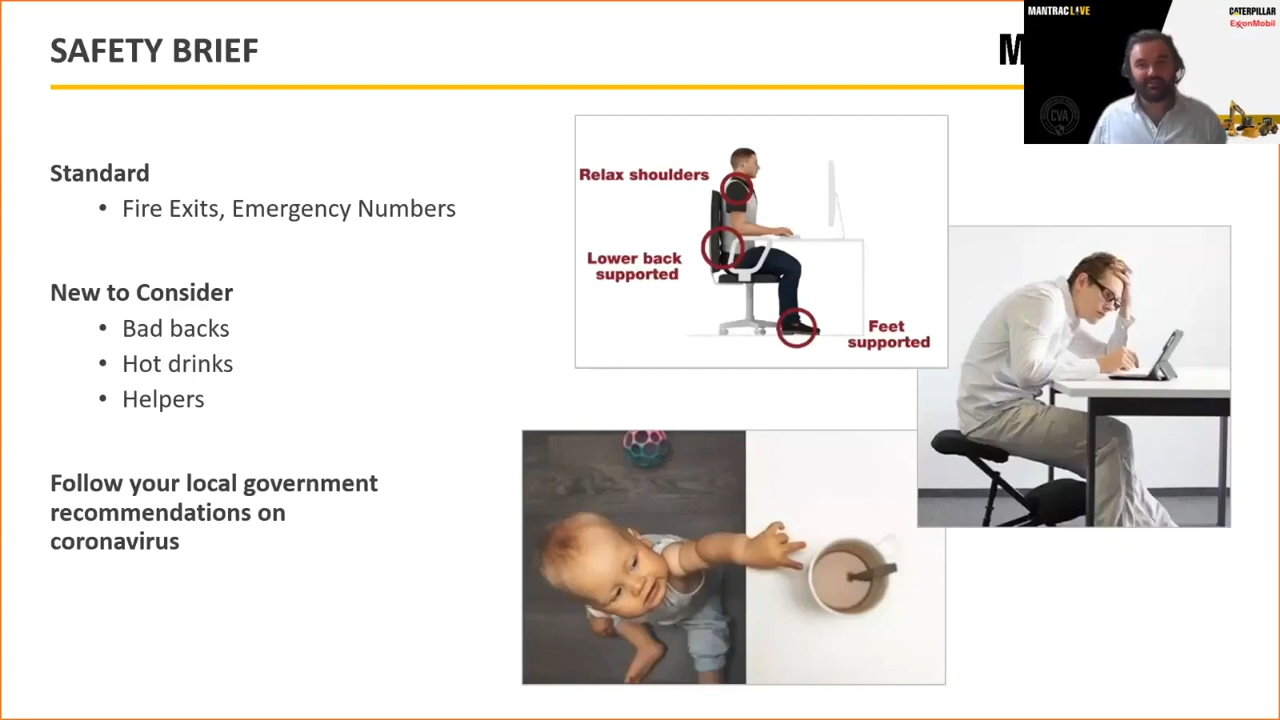 SAFETY BRIEF
M
MANTRAC LIVE
CATERPILLAR
ExxonMobil
CVA
Standard
• Fire Exits, Emergency Numbers
New to Consider
• Bad backs
• Hot drinks
• Helpers
Follow your local government
recommendations on
coronavirus
Relax shoulders
Lower back
supported
Feet
supported